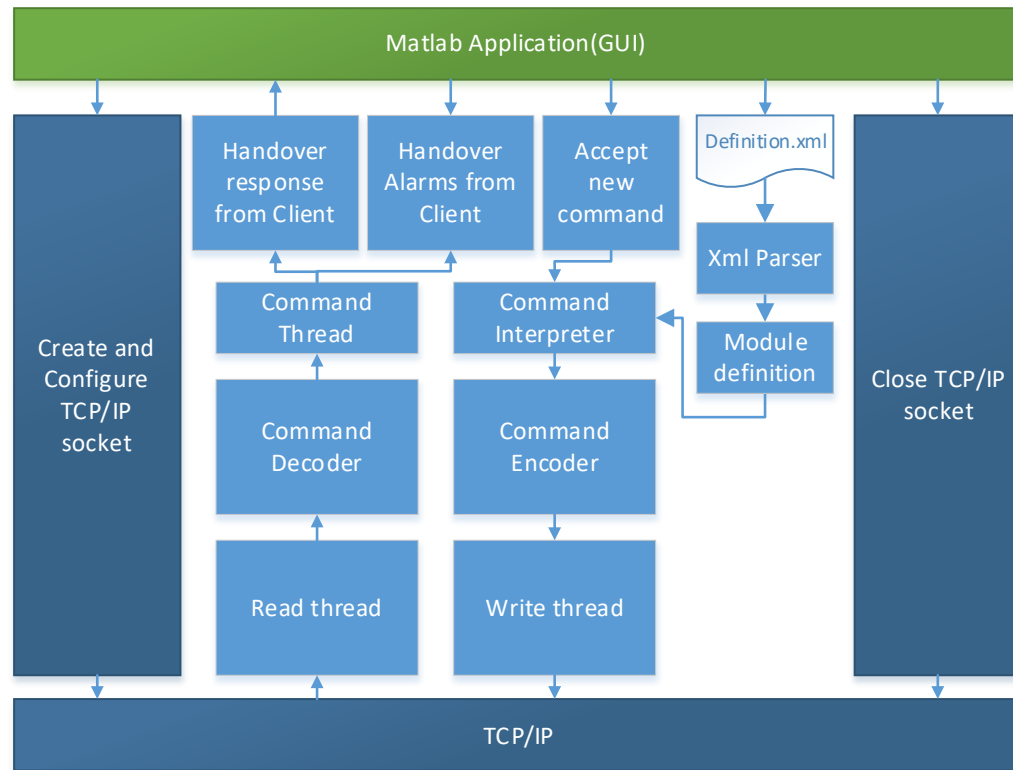 Matlab Application(GUI)
Create and
Configure
TCP/IP
socket
Handover
response
from Client
Handover
Alarms from
Client
Accept
new
command
Definition.xml
Xml Parser
Module
definition
Command
Thread
Command
Interpreter
Command
Decoder
Command
Encoder
Read thread
Write thread
Close TCP/IP
socket
TCP/IP